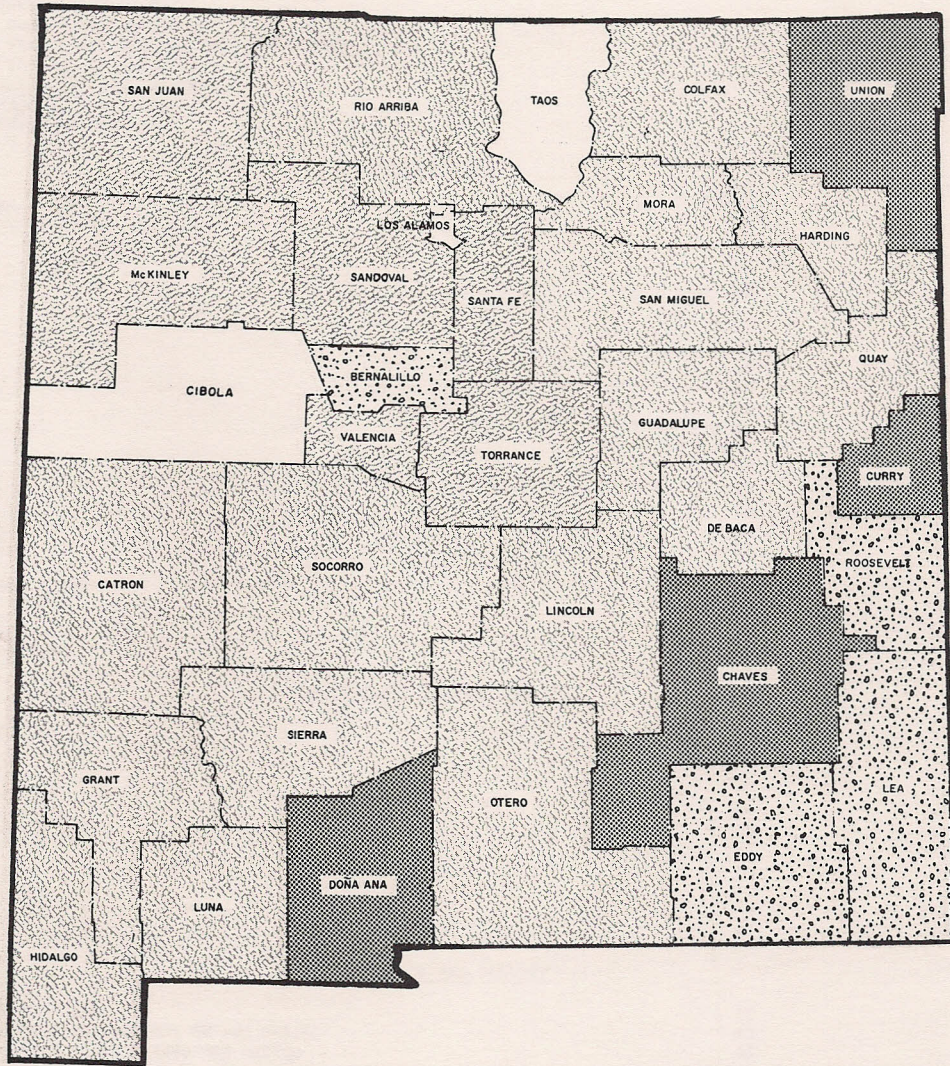 SAN JUAN
RIO ARRIBA
TAOS
COLFAX
UNION
MORA
LOS ALAMOS
HARDING
McKINLEY
SANDOVAL
SANTA FE
SAN MIGUEL
QUAY
CIBOLA
BERNALILLO
GUADALUPE
VALENCIA
TORRANCE
CURRY
DE BACA
ROOSEVELT
CATRON
SOCORRO
LINCOLN
CHAVES
SIERRA
GRANT
OTERO
LEA
EDDY
DOÑA ANA
LUNA
HIDALGO